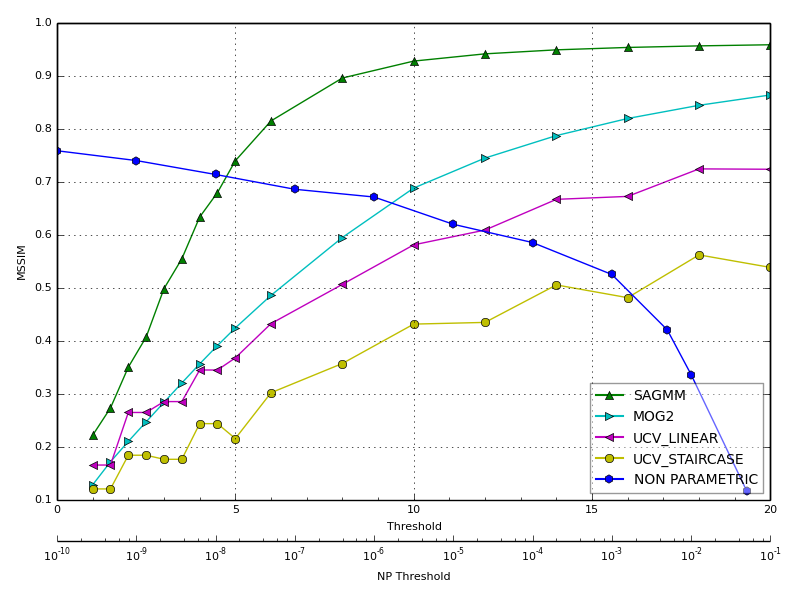 1.0
0.9
0.8
0.7
0.6
0.5
0.4
0.3
0.2
0.1
MSSIM
SAGMM
MOG2
UCV_LINEAR
UCV_STAIRCASE
NON PARAMETRIC
0 5 10 15 20
Threshold
10^-10 10^-9 10^-8 10^-7 10^-6 10^-5 10^-4 10^-3 10^-2 10^-1
NP Threshold